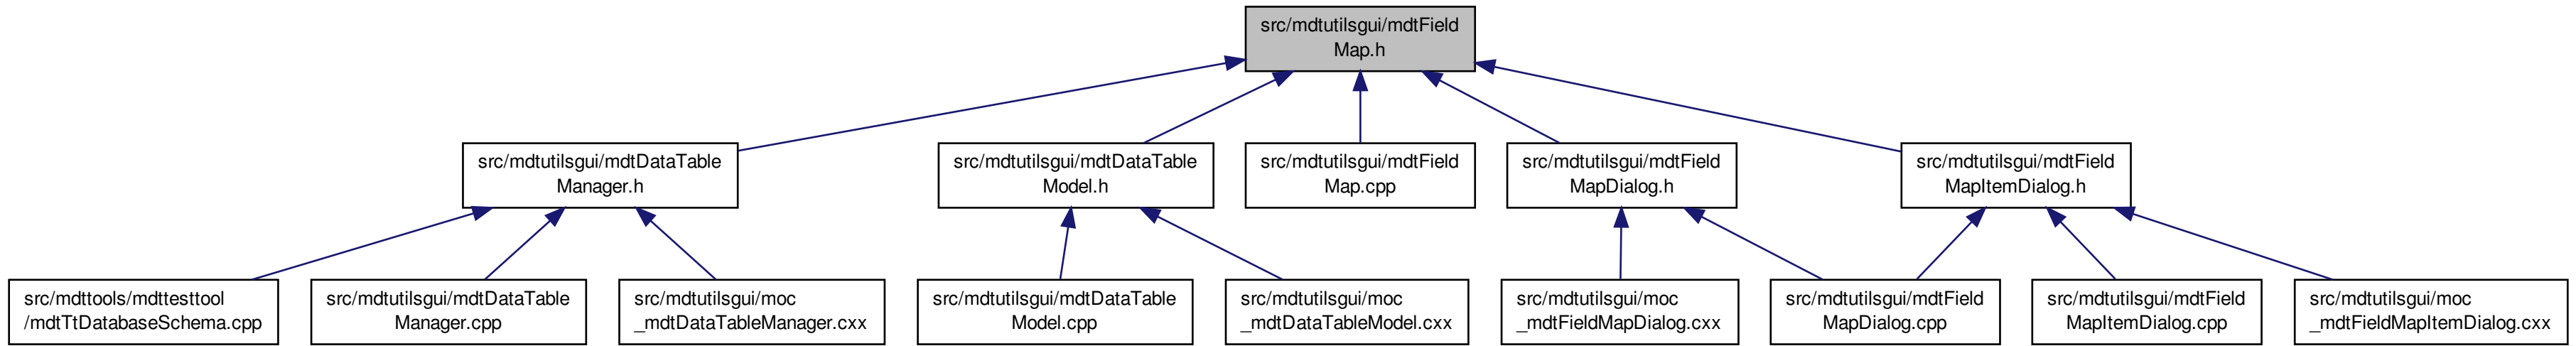 src/mdtutilsgui/mdtField
Map.h
src/mdtutilsgui/mdtDataTable
Manager.h
src/mdtutilsgui/mdtDataTable
Model.h
src/mdtutilsgui/mdtField
Map.cpp
src/mdtutilsgui/mdtField
MapDialog.h
src/mdtutilsgui/mdtField
MapItemDialog.h
src/mdttools/mdttesttool
/mdtTtDatabaseSchema.cpp
src/mdtutilsgui/mdtDataTable
Manager.cpp
src/mdtutilsgui/moc
_mdtDataTableManager.cxx
src/mdtutilsgui/mdtDataTable
Model.cpp
src/mdtutilsgui/moc
_mdtDataTableModel.cxx
src/mdtutilsgui/moc
_mdtFieldMapDialog.cxx
src/mdtutilsgui/mdtField
MapDialog.cpp
src/mdtutilsgui/mdtField
MapItemDialog.cpp
src/mdtutilsgui/moc
_mdtFieldMapItemDialog.cxx